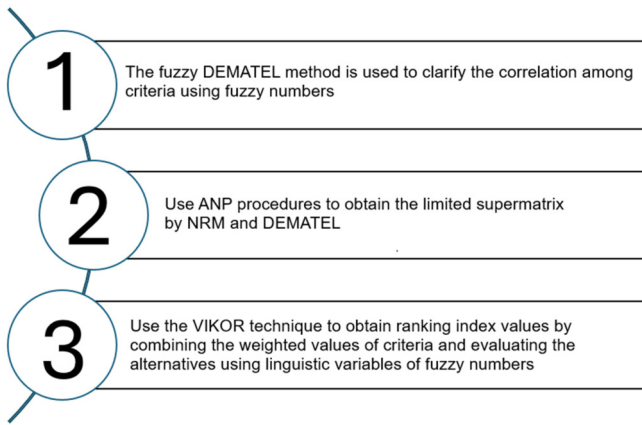 1
The fuzzy DEMATEL method is used to clarify the correlation among
criteria using fuzzy numbers
2
Use ANP procedures to obtain the limited supermatrix
by NRM and DEMATEL
3
Use the VIKOR technique to obtain ranking index values by
combining the weighted values of criteria and evaluating the
alternatives using linguistic variables of fuzzy numbers